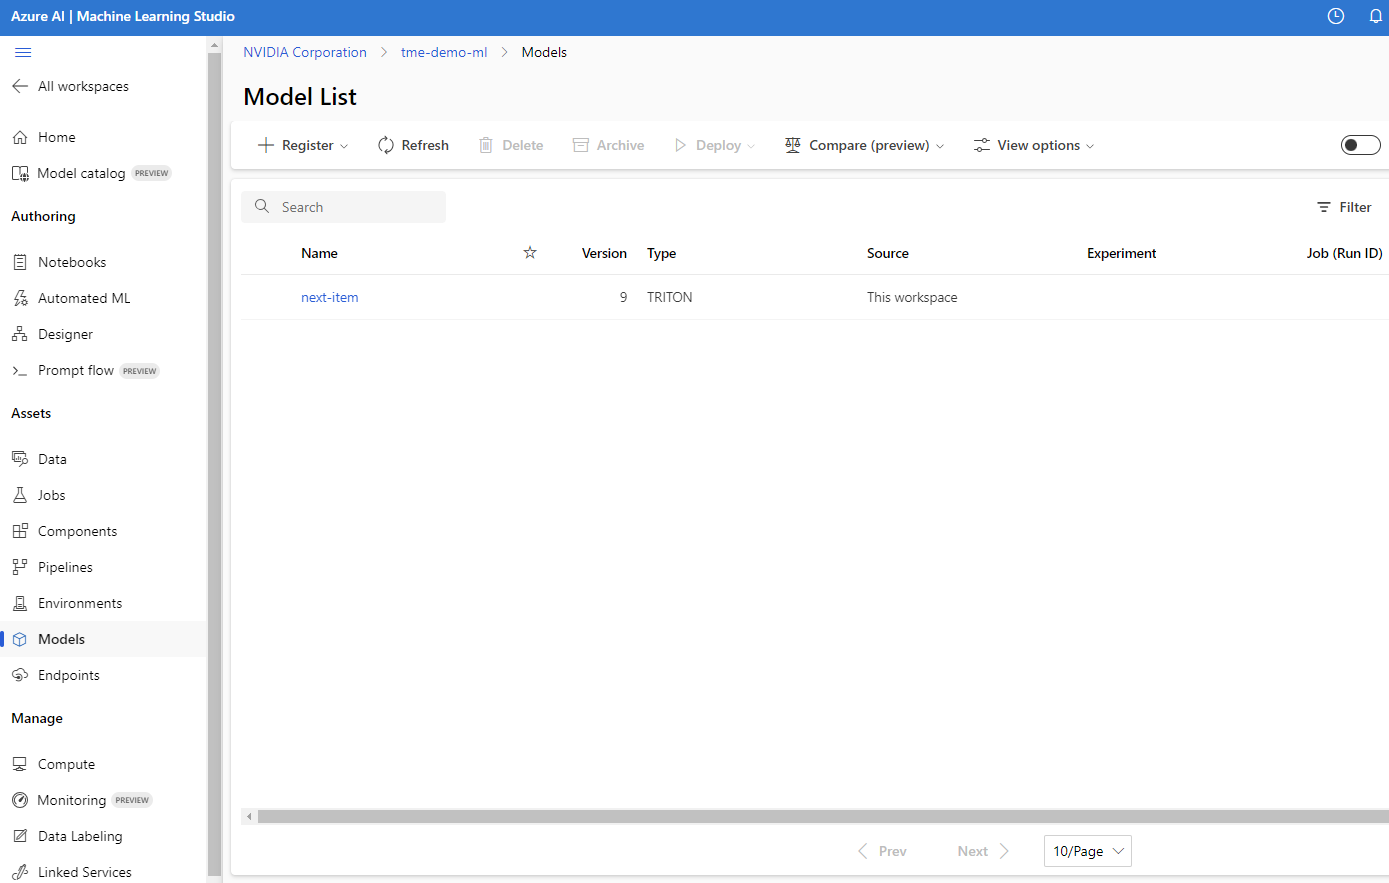 Azure AI | Machine Learning Studio
All workspaces
Home
Model catalog PREVIEW
Authoring
Notebooks
Automated ML
Designer
Prompt flow PREVIEW
Assets
Data
Jobs
Components
Pipelines
Environments
Models
Endpoints
Manage
Compute
Monitoring PREVIEW
Data Labeling
Linked Services
NVIDIA Corporation > tme-demo-ml > Models
Model List
Register Refresh Delete Archive Deploy Compare (preview) View options
Search Filter
Name Version Type Source Experiment Job (Run ID)
next-item 9 TRITON This workspace
Prev Next 10/Page